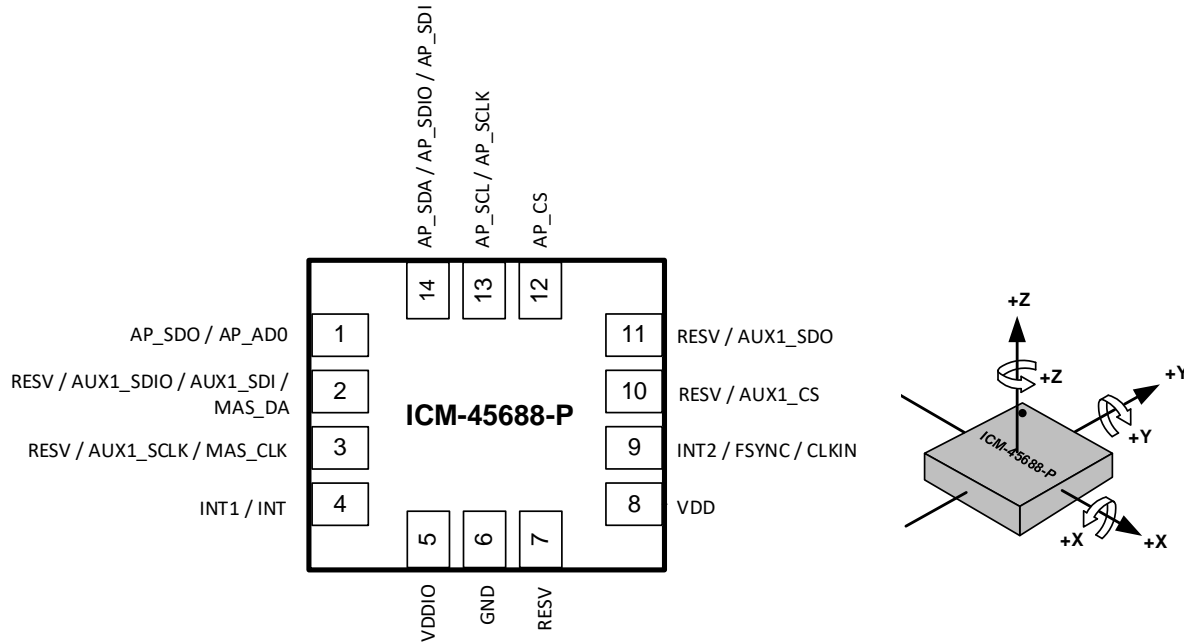 AP_SDA / AP_SDIO / AP_SDI
AP_SCL / AP_SCLK
AP_CS
14
13
12
AP_SDO / AP_AD0
1
RESV / AUX1_SDIO / AUX1_SDI /
MAS_DA
2
RESV / AUX1_SCLK / MAS_CLK
3
INT1 / INT
4
ICM-45688-P
11
RESV / AUX1_SDO
10
RESV / AUX1_CS
9
INT2 / FSYNC / CLKIN
8
VDD
5
6
7
VDDIO
GND
RESV
+Z
+Z
+Y
+Y
ICM-45688-P
+X
+X